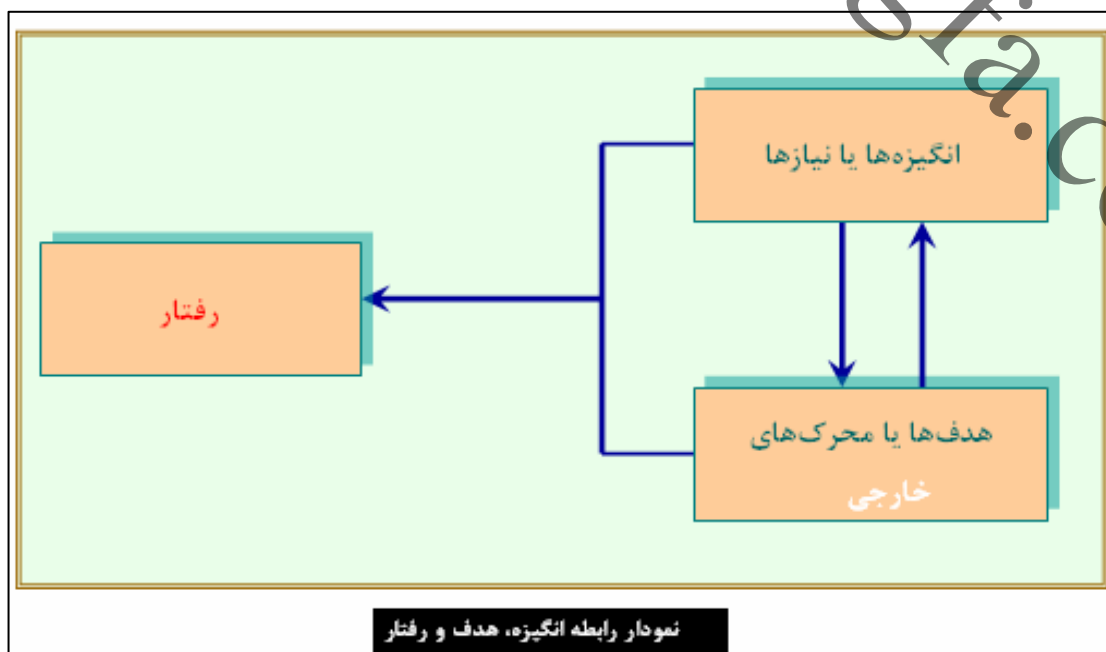 انگیزه‌ها یا نیازها
رفتار
هدف‌ها یا محرک‌های
خارجی
نمودار رابطه انگیزه، هدف و رفتار